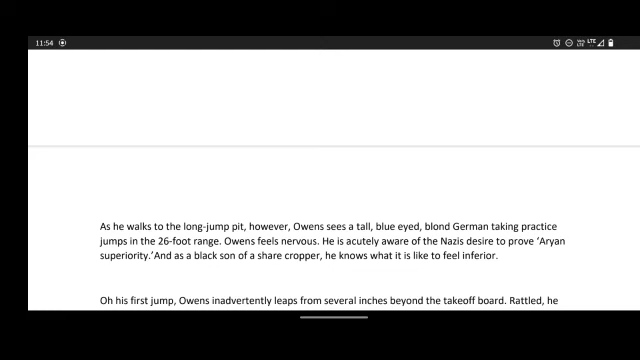 11:54
LTE
As he walks to the long-jump pit, however, Owens sees a tall, blue eyed, blond German taking practice
jumps in the 26-foot range. Owens feels nervous. He is acutely aware of the Nazis desire to prove ‘Aryan
superiority.’And as a black son of a share cropper, he knows what it is like to feel inferior.
Oh his first jump, Owens inadvertently leaps from several inches beyond the takeoff board. Rattled, he